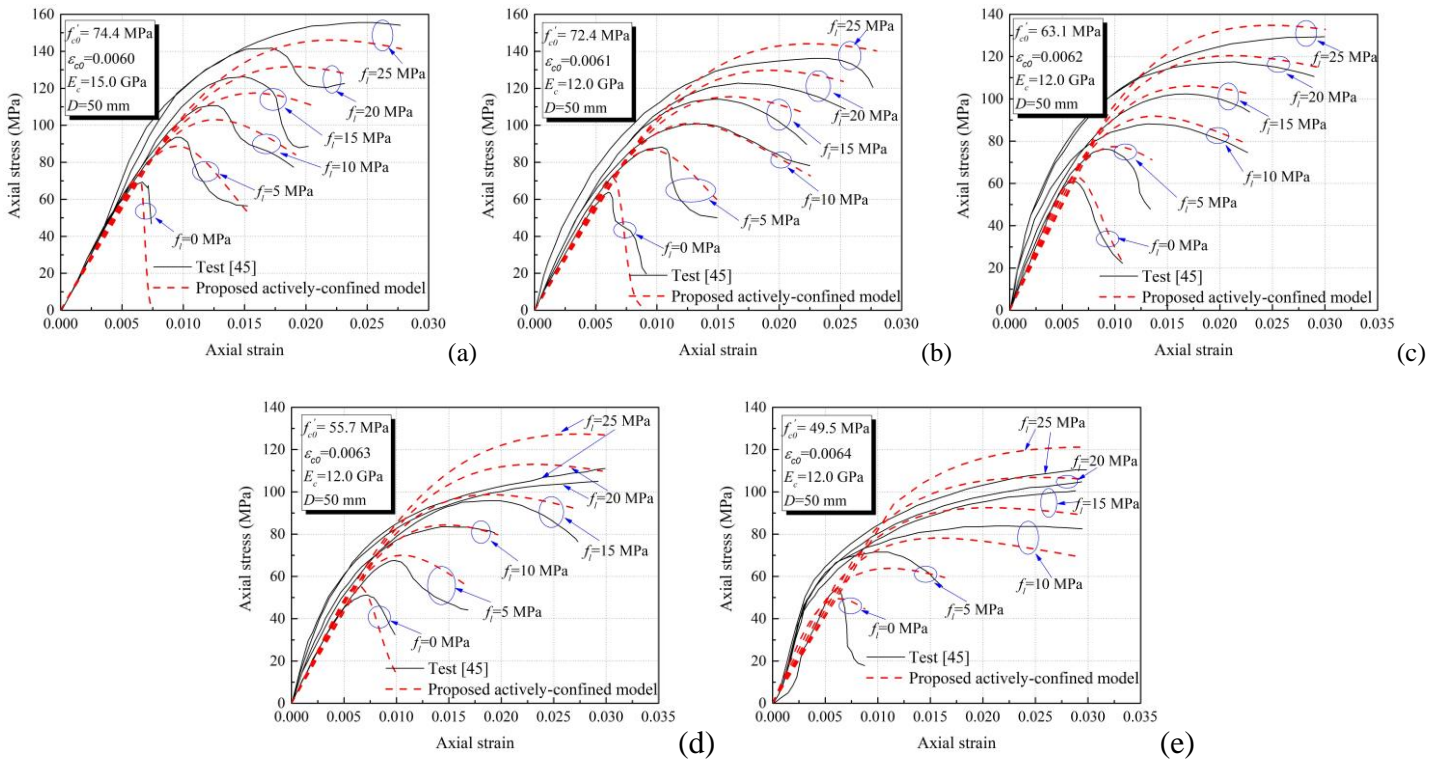 f'c0= 74.4 MPa
εc0=0.0060
Ec=15.0 GPa
D=50 mm
160
140
120
100
80
60
40
20
0
0.000 0.005 0.010 0.015 0.020 0.025 0.030
Axial stress (MPa)
Axial strain
fl=25 MPa
fl=20 MPa
fl=15 MPa
fl=10 MPa
fl=5 MPa
fl=0 MPa
Test [45]
Proposed actively-confined model
(a)
f'c0= 72.4 MPa
εc0=0.0061
Ec=12.0 GPa
D=50 mm
160
140
120
100
80
60
40
20
0
0.000 0.005 0.010 0.015 0.020 0.025 0.030
Axial stress (MPa)
Axial strain
fl=25 MPa
fl=20 MPa
fl=15 MPa
fl=10 MPa
fl=5 MPa
fl=0 MPa
Test [45]
Proposed actively-confined model
(b)
f'c0= 63.1 MPa
εc0=0.0062
Ec=12.0 GPa
D=50 mm
140
120
100
80
60
40
20
0
0.000 0.005 0.010 0.015 0.020 0.025 0.030 0.035
Axial stress (MPa)
Axial strain
fl=25 MPa
fl=20 MPa
fl=15 MPa
fl=10 MPa
fl=5 MPa
fl=0 MPa
Test [45]
Proposed actively-confined model
(c)
f'c0= 55.7 MPa
εc0=0.0063
Ec=12.0 GPa
D=50 mm
140
120
100
80
60
40
20
0
0.000 0.005 0.010 0.015 0.020 0.025 0.030 0.035
Axial stress (MPa)
Axial strain
fl=25 MPa
fl=20 MPa
fl=15 MPa
fl=10 MPa
fl=5 MPa
fl=0 MPa
Test [45]
Proposed actively-confined model
(d)
f'c0= 49.5 MPa
εc0=0.0064
Ec=12.0 GPa
D=50 mm
140
120
100
80
60
40
20
0
0.000 0.005 0.010 0.015 0.020 0.025 0.030 0.035
Axial stress (MPa)
Axial strain
fl=25 MPa
fl=20 MPa
fl=15 MPa
fl=10 MPa
fl=5 MPa
fl=0 MPa
Test [45]
Proposed actively-confined model
(e)